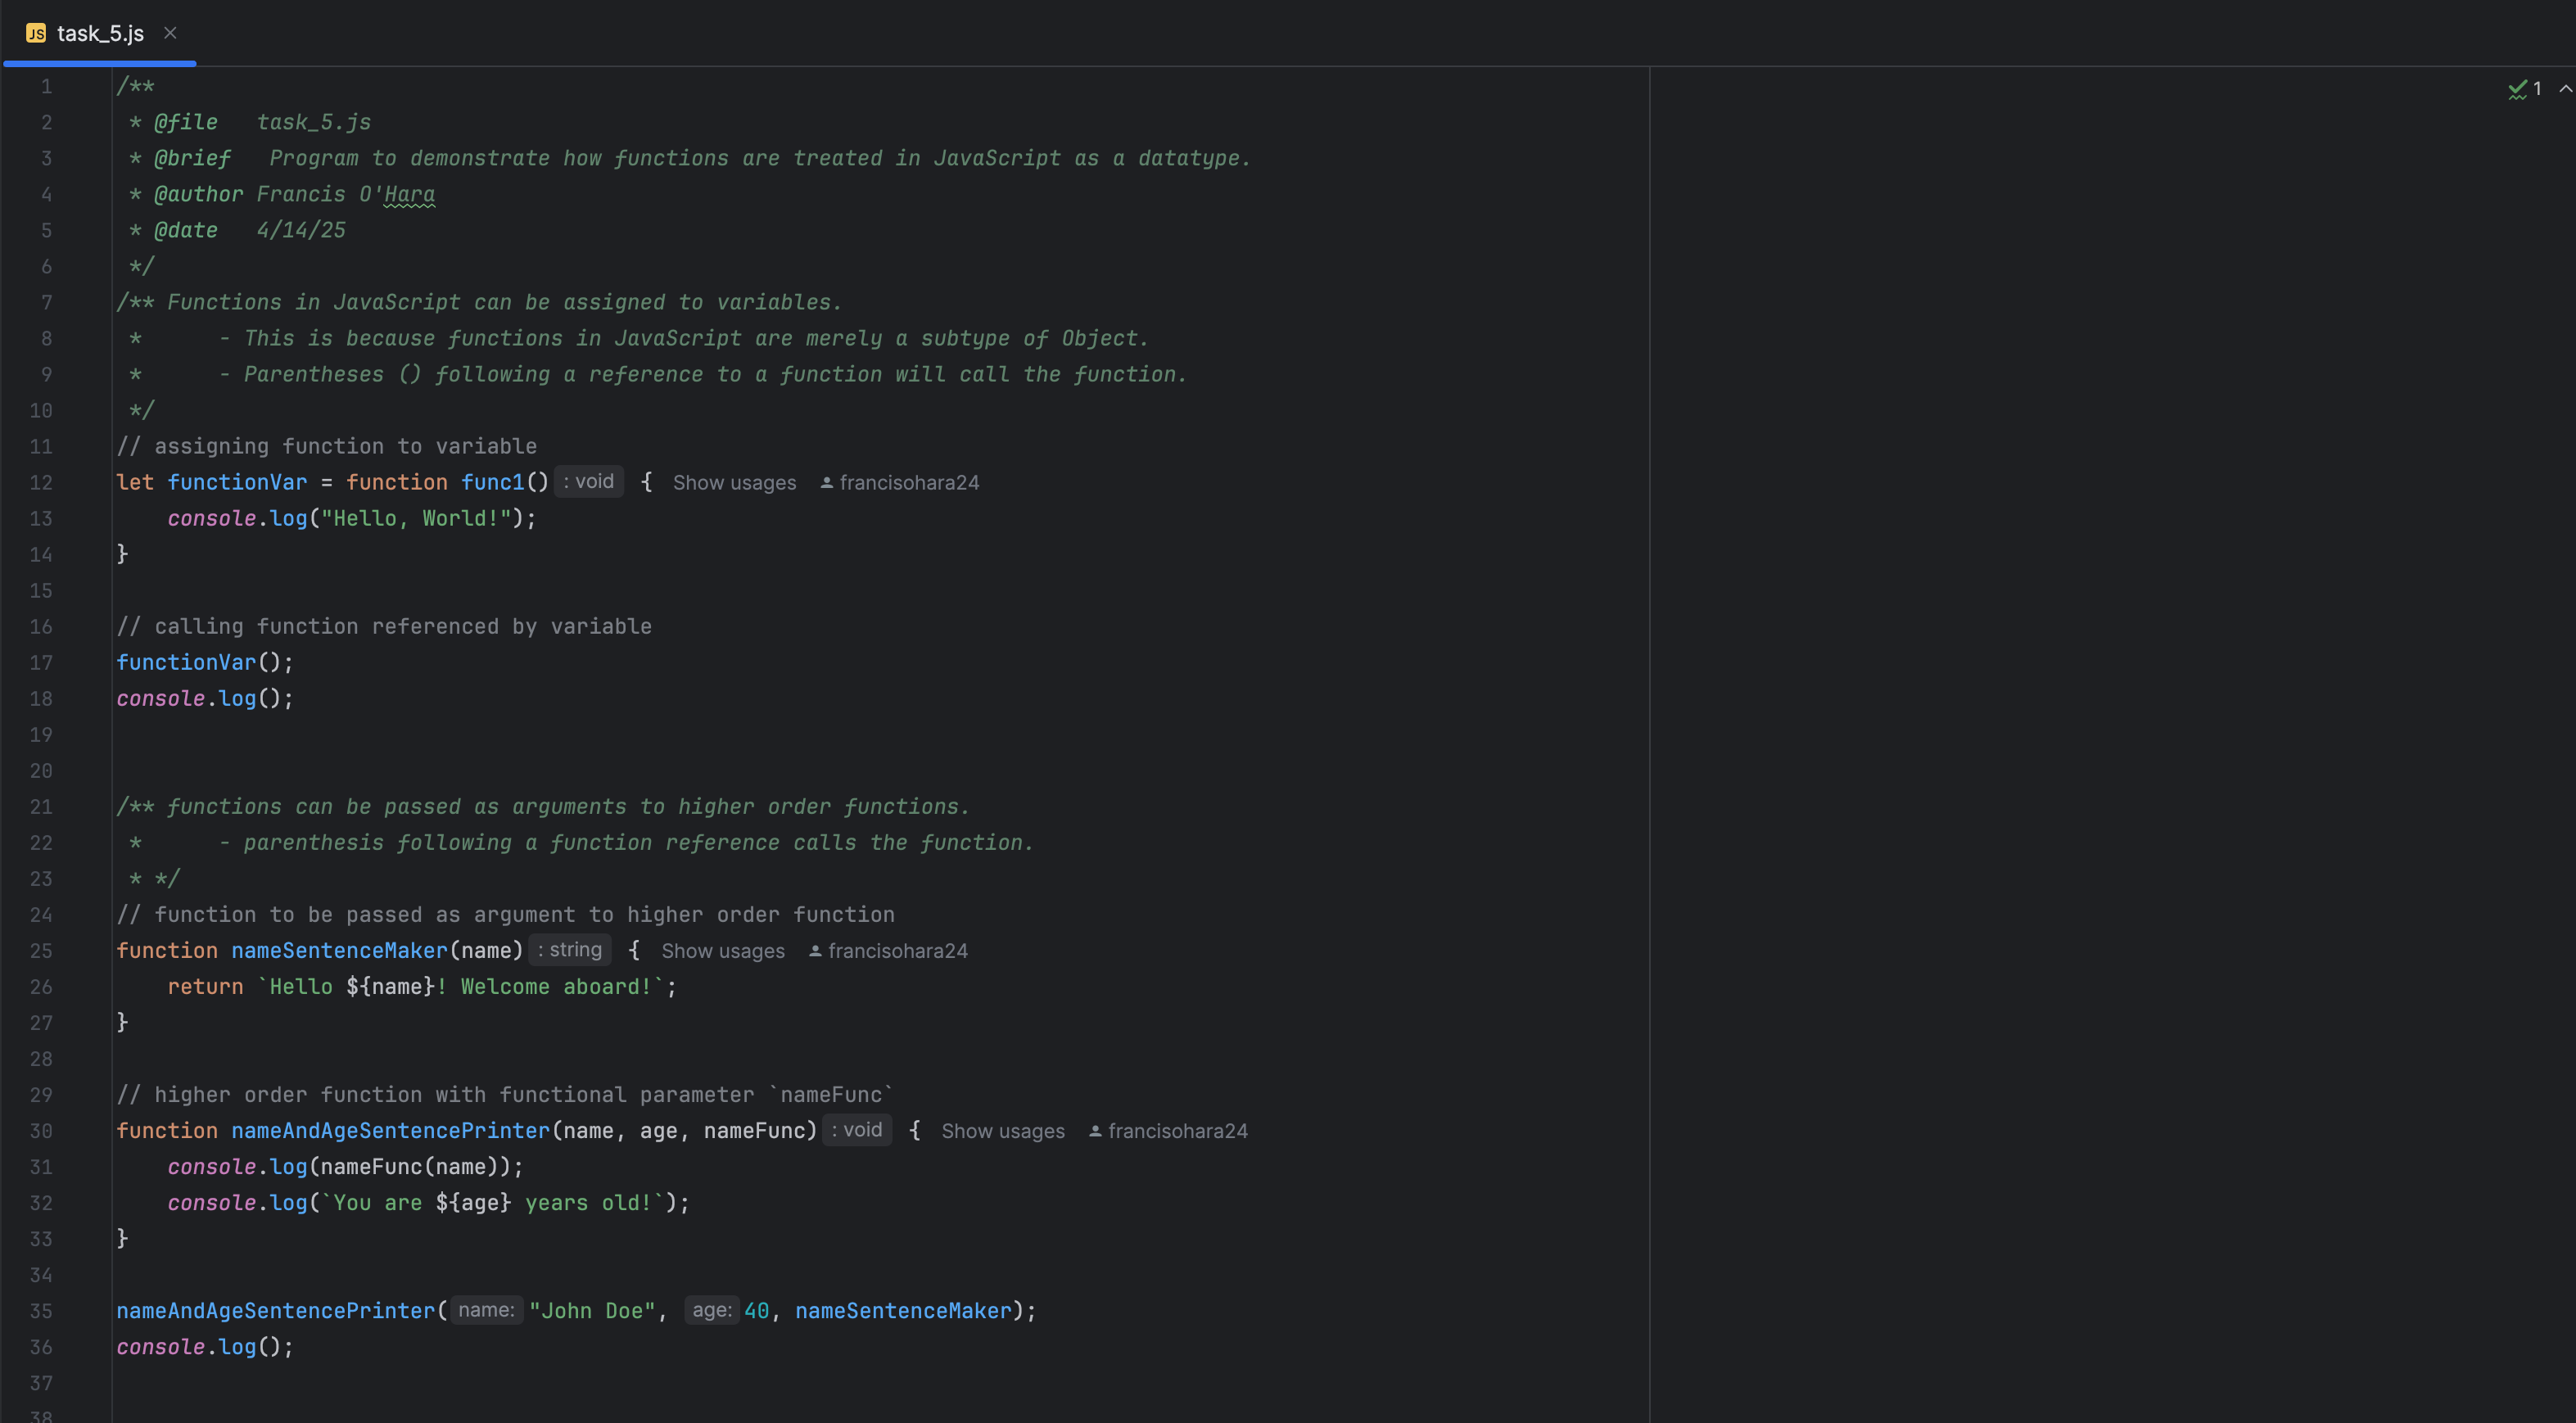 task_5.js
1 /**
2  * @file   task_5.js
3  * @brief   Program to demonstrate how functions are treated in JavaScript as a datatype.
4  * @author Francis O'Hara
5  * @date   4/14/25
6  */
7 /** Functions in JavaScript can be assigned to variables.
8  *      - This is because functions in JavaScript are merely a subtype of Object.
9  *      - Parentheses () following a reference to a function will call the function.
10  */
11 // assigning function to variable
12 let functionVar = function func1() : void { Show usages francisohara24
13     console.log("Hello, World!");
14 }
15
16 // calling function referenced by variable
17 functionVar();
18 console.log();
19
20
21 /** functions can be passed as arguments to higher order functions.
22  *      - parenthesis following a function reference calls the function.
23  * */
24 // function to be passed as argument to higher order function
25 function nameSentenceMaker(name) : string { Show usages francisohara24
26     return `Hello ${name}! Welcome aboard!`;
27 }
28
29 // higher order function with functional parameter `nameFunc`
30 function nameAndAgeSentencePrinter(name, age, nameFunc) : void { Show usages francisohara24
31     console.log(nameFunc(name));
32     console.log(`You are ${age} years old!`);
33 }
34
35 nameAndAgeSentencePrinter( name: "John Doe", age: 40, nameSentenceMaker);
36 console.log();
37
38
1